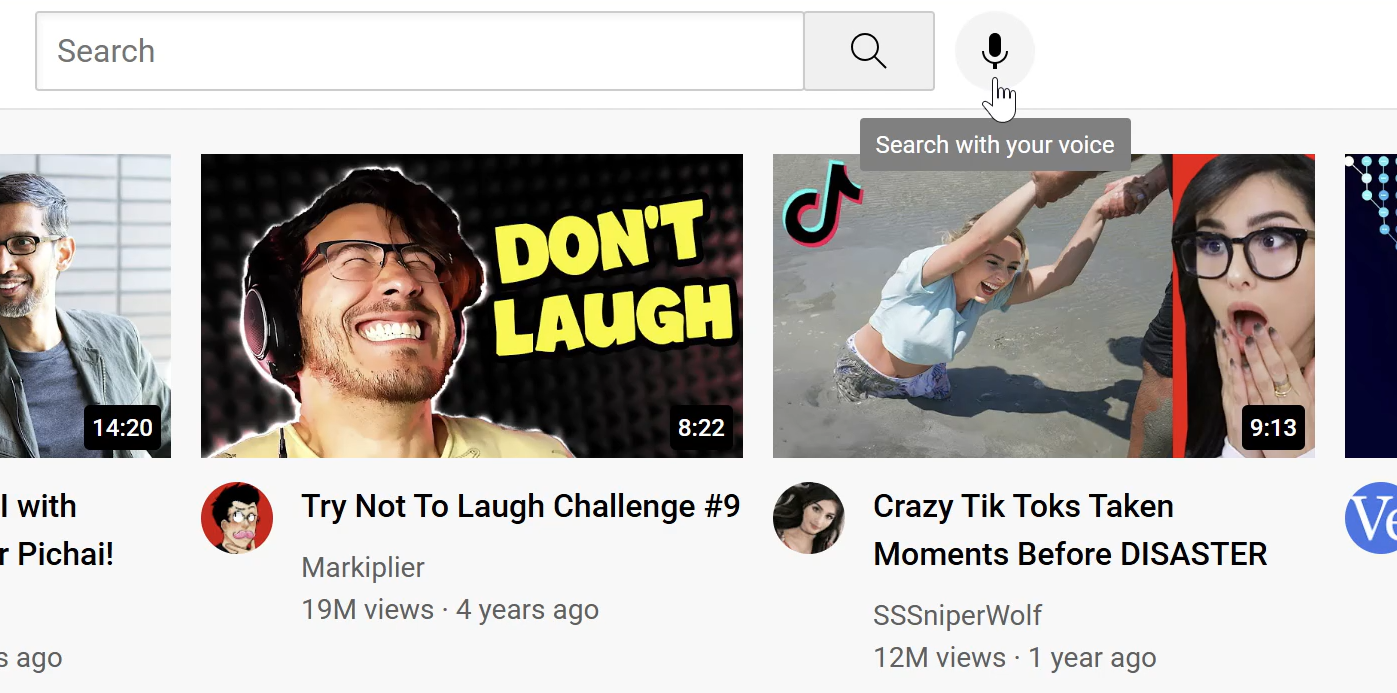 Search
Search with your voice
DON'T
LAUGH
14:20
8:22
9:13
I with
r Pichai!
s ago
Try Not To Laugh Challenge #9
Markiplier
19M views · 4 years ago
Crazy Tik Toks Taken
Moments Before DISASTER
SSSniperWolf
12M views · 1 year ago
Ve